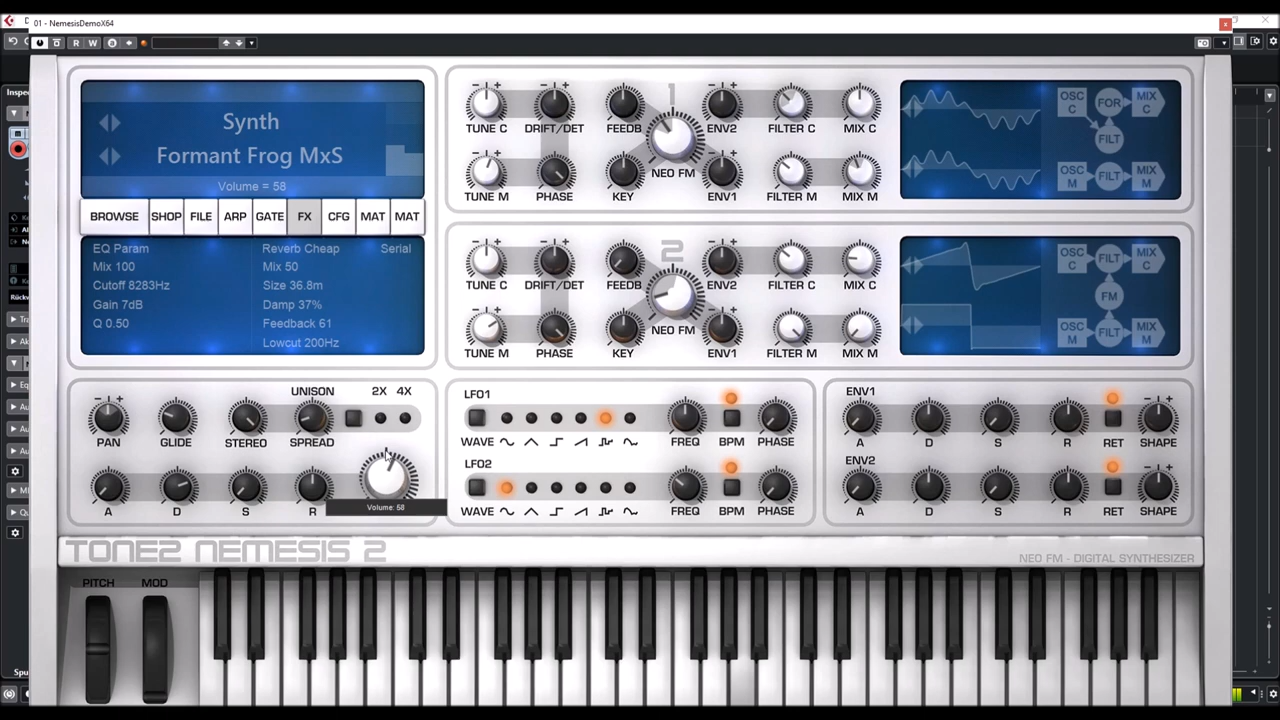 01 - NemesisDemoX64
R W
Inspe
Synth
Formant Frog MxS
Volume = 58
BROWSE SHOP FILE ARP GATE FX CFG MAT MAT
EQ Param
Mix 100
Cutoff 8283Hz
Gain 7dB
Q 0.50
Reverb Cheap Serial
Mix 50
Size 36.8m
Damp 37%
Feedback 61
Lowcut 200Hz
1
TUNE C DRIFT/DET FEEDB ENV2 FILTER C MIX C
NEO FM
TUNE M PHASE KEY ENV1 FILTER M MIX M
OSC C FOR MIX C
FILT
OSC M FILT MIX M
2
TUNE C DRIFT/DET FEEDB ENV2 FILTER C MIX C
NEO FM
TUNE M PHASE KEY ENV1 FILTER M MIX M
OSC C FILT MIX C
FM
OSC M FILT MIX M
UNISON 2X 4X
PAN GLIDE STEREO SPREAD
A D S R
Volume: 58
LFO1
WAVE FREQ BPM PHASE
LFO2
WAVE FREQ BPM PHASE
ENV1
A D S R RET SHAPE
ENV2
A D S R RET SHAPE
TONE2 NEMESIS 2
NEO FM - DIGITAL SYNTHESIZER
PITCH MOD